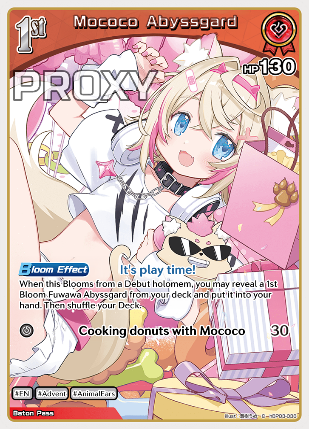 1st
Mococo Abyssgard
HP130
PROXY
Bloom Effect
It's play time!
When this Blooms from a Debut holomem, you may reveal a 1st
Bloom Fuwawa Abyssgard from your deck and put it into your
hand. Then shuffle your Deck.
Cooking donuts with Mococo 30
#EN #Advent #AnimalEars
Baton Pass